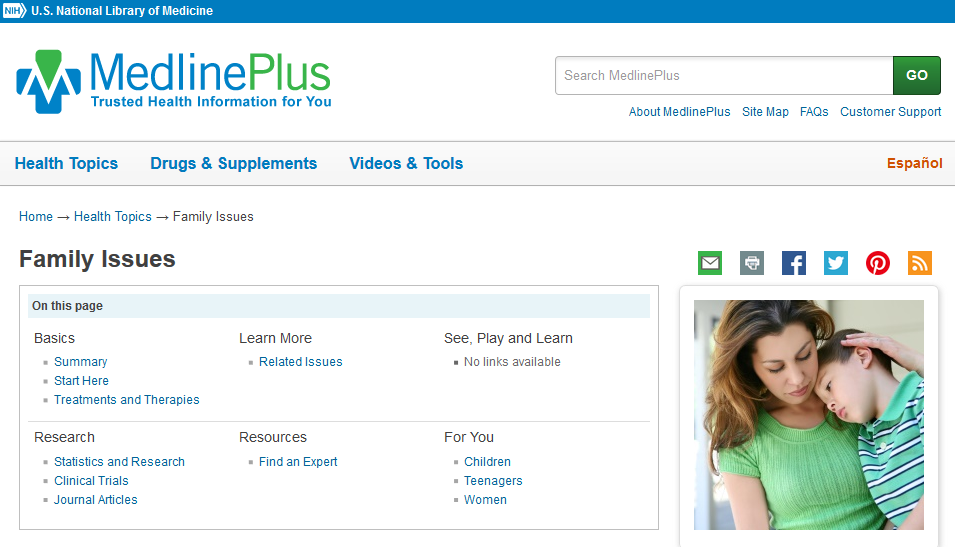 NIH U.S. National Library of Medicine
MedlinePlus
Trusted Health Information for You
Search MedlinePlus GO
About MedlinePlus Site Map FAQs Customer Support
Health Topics Drugs & Supplements Videos & Tools Español
Home → Health Topics → Family Issues
Family Issues
On this page
Basics
Summary
Start Here
Treatments and Therapies
Learn More
Related Issues
See, Play and Learn
No links available
Research
Statistics and Research
Clinical Trials
Journal Articles
Resources
Find an Expert
For You
Children
Teenagers
Women